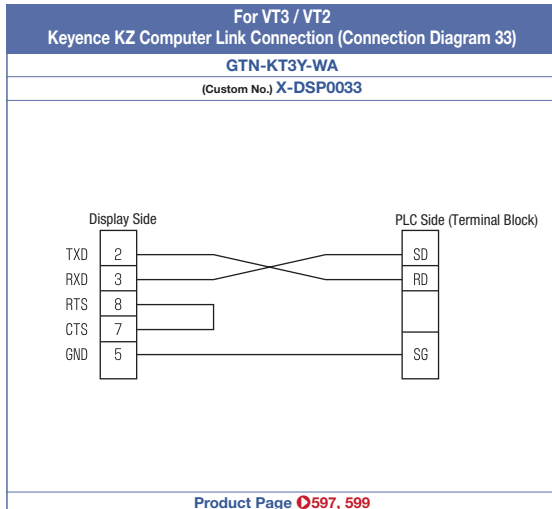 For VT3 / VT2
Keyence KZ Computer Link Connection (Connection Diagram 33)
GTN-KT3Y-WA
(Custom No.) X-DSP0033
Display Side PLC Side (Terminal Block)
TXD 2 SD
RXD 3 RD
RTS 8
CTS 7
GND 5 SG
Product Page 597, 599